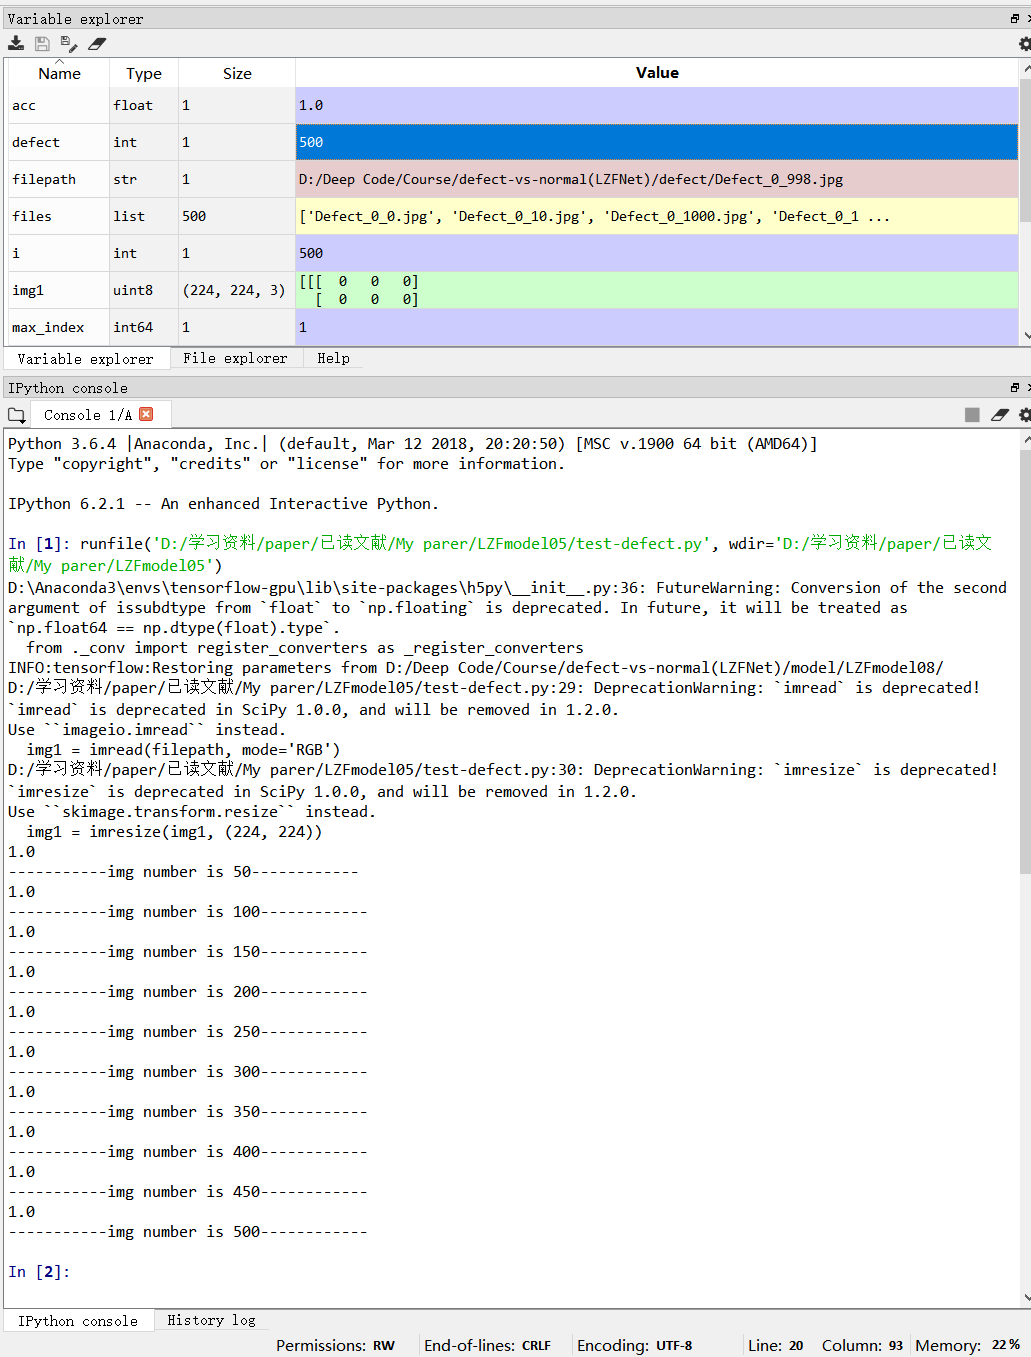 Variable explorer
Name Type Size Value
acc float 1 1.0
defect int 1 500
filepath str 1 D:/Deep Code/Course/defect-vs-normal(LZFNet)/defect/Defect_0_998.jpg
files list 500 ['Defect_0_0.jpg', 'Defect_0_10.jpg', 'Defect_0_1000.jpg', 'Defect_0_1 ...
i int 1 500
img1 uint8 (224, 224, 3) [[[ 0 0 0]
[ 0 0 0]
max_index int64 1 1
Variable explorer File explorer Help
IPython console
Console 1/A
Python 3.6.4 |Anaconda, Inc.| (default, Mar 12 2018, 20:20:50) [MSC v.1900 64 bit (AMD64)]
Type "copyright", "credits" or "license" for more information.
IPython 6.2.1 -- An enhanced Interactive Python.
In [1]: runfile('D:/学习资料/paper/已读文献/My parer/LZFmodel05/test-defect.py', wdir='D:/学习资料/paper/已读文
献/My parer/LZFmodel05')
D:\Anaconda3\envs\tensorflow-gpu\lib\site-packages\h5py\__init__.py:36: FutureWarning: Conversion of the second
argument of issubdtype from `float` to `np.floating` is deprecated. In future, it will be treated as
`np.float64 == np.dtype(float).type`.
from ._conv import register_converters as _register_converters
INFO:tensorflow:Restoring parameters from D:/Deep Code/Course/defect-vs-normal(LZFNet)/model/LZFmodel08/
D:/学习资料/paper/已读文献/My parer/LZFmodel05/test-defect.py:29: DeprecationWarning: `imread` is deprecated!
`imread` is deprecated in SciPy 1.0.0, and will be removed in 1.2.0.
Use ``imageio.imread`` instead.
img1 = imread(filepath, mode='RGB')
D:/学习资料/paper/已读文献/My parer/LZFmodel05/test-defect.py:30: DeprecationWarning: `imresize` is deprecated!
`imresize` is deprecated in SciPy 1.0.0, and will be removed in 1.2.0.
Use ``skimage.transform.resize`` instead.
img1 = imresize(img1, (224, 224))
1.0
-----------img number is 50------------
1.0
-----------img number is 100------------
1.0
-----------img number is 150------------
1.0
-----------img number is 200------------
1.0
-----------img number is 250------------
1.0
-----------img number is 300------------
1.0
-----------img number is 350------------
1.0
-----------img number is 400------------
1.0
-----------img number is 450------------
1.0
-----------img number is 500------------
In [2]:
IPython console History log
Permissions: RW End-of-lines: CRLF Encoding: UTF-8 Line: 20 Column: 93 Memory: 22 %